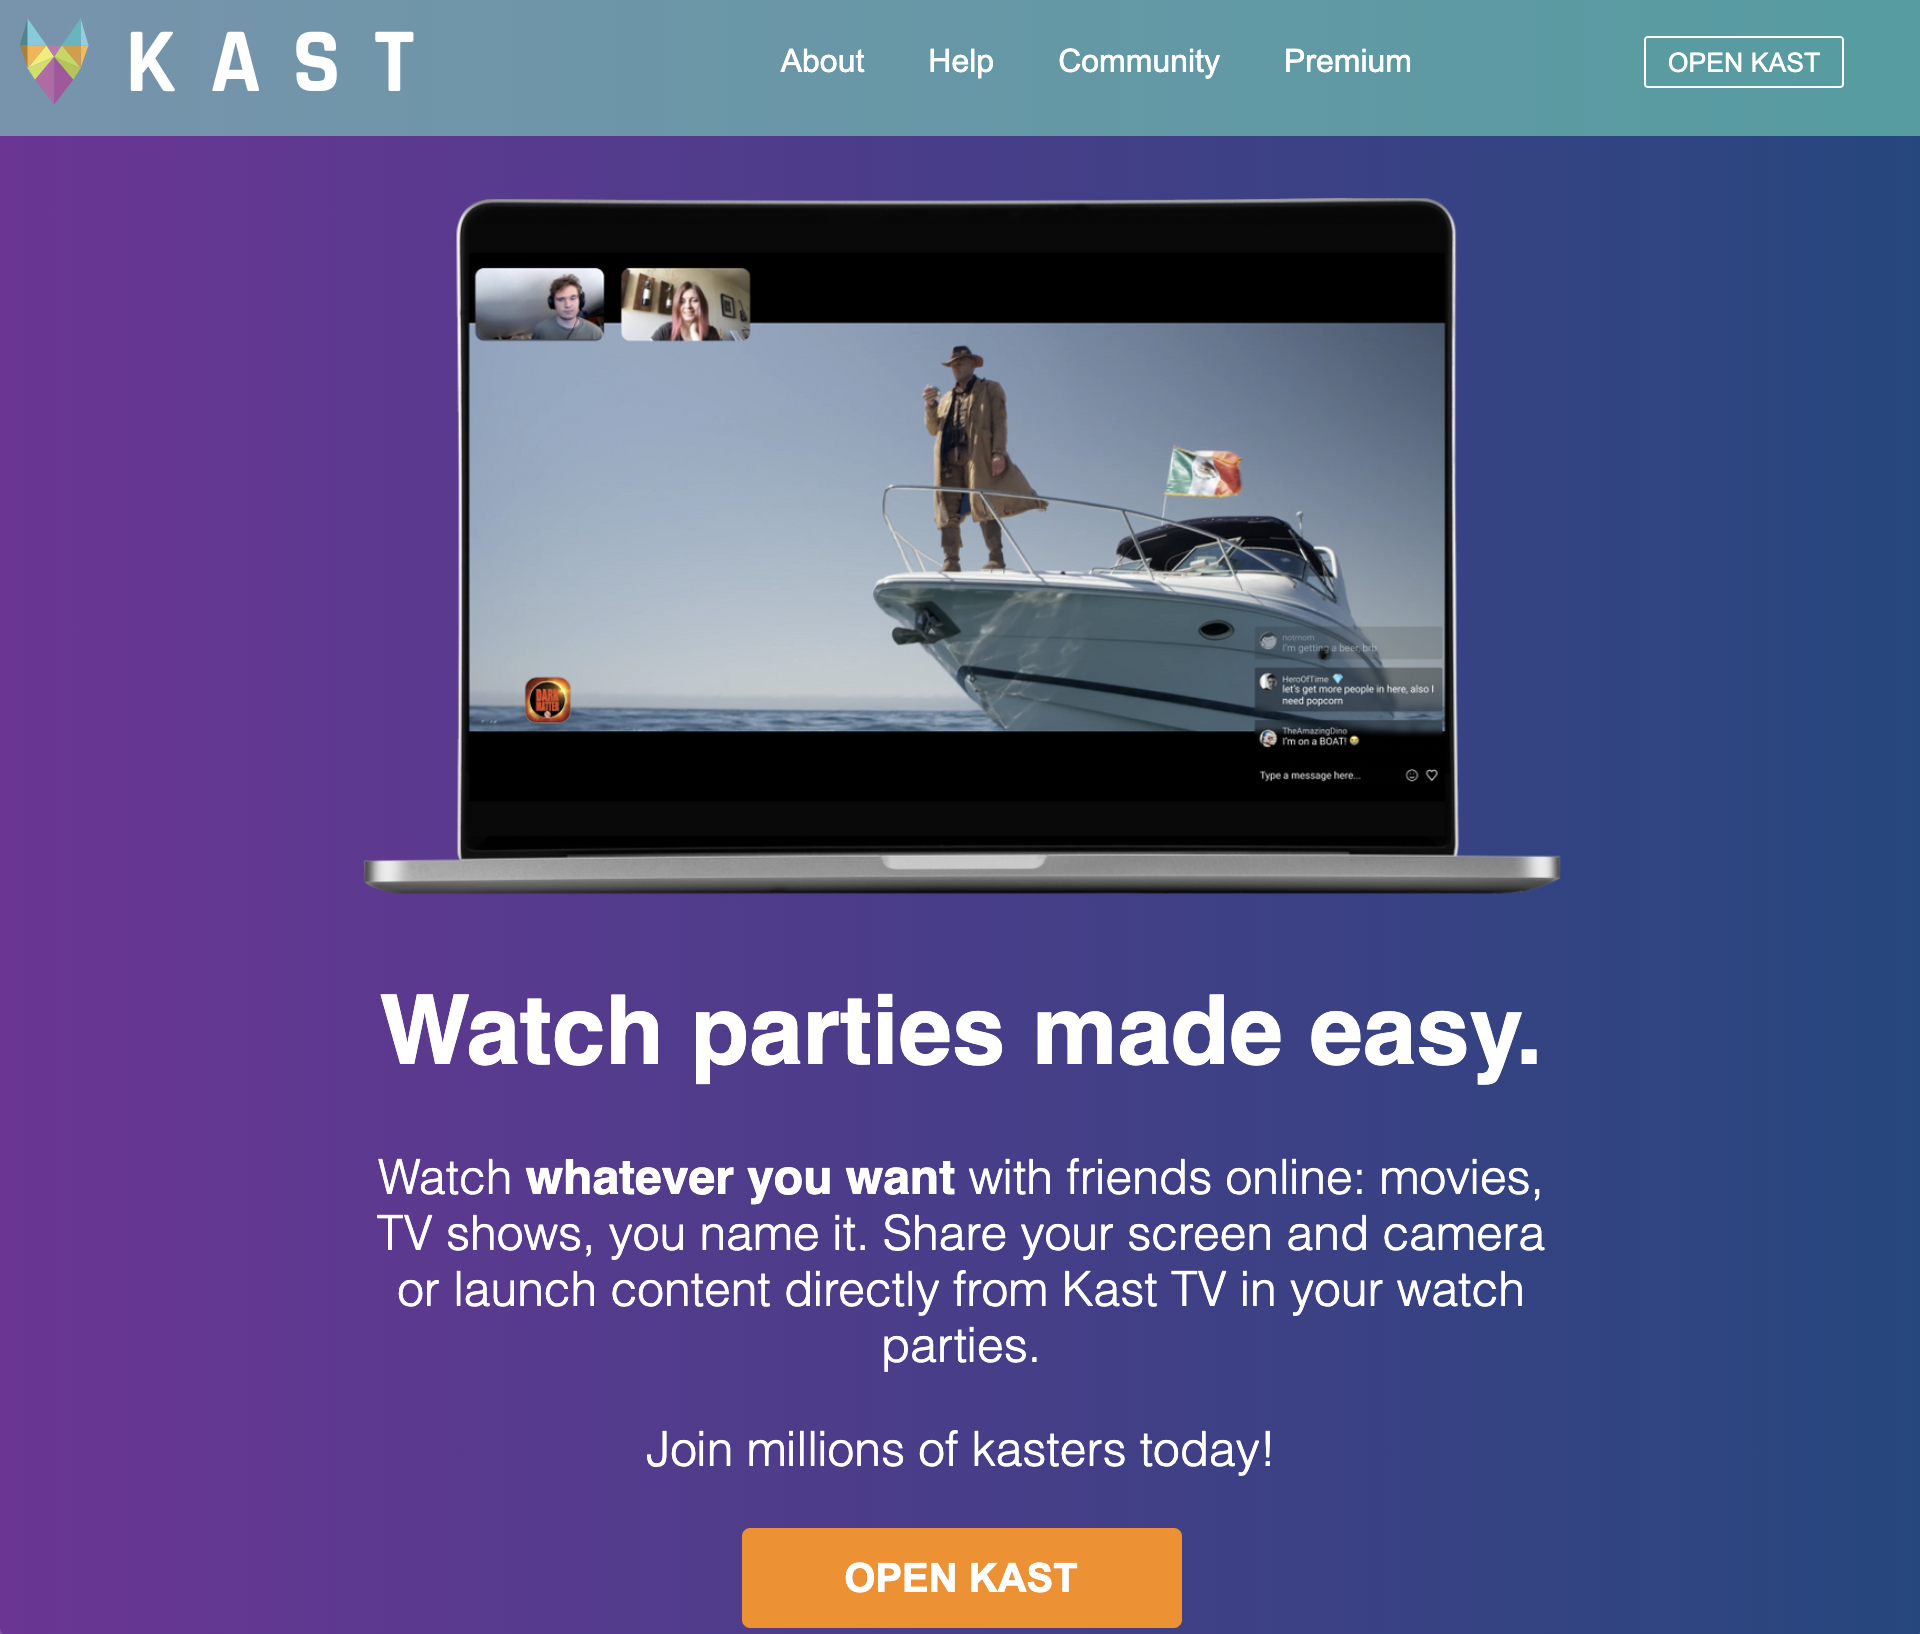 KAST
About Help Community Premium
OPEN KAST
DARK
MATTER
notmom
I'm getting a beer, brb
HeroOfTime 💎
let's get more people in here, also I
need popcorn
TheAmazingDino
I'm on a BOAT! 😂
Type a message here...
Watch parties made easy.
Watch whatever you want with friends online: movies,
TV shows, you name it. Share your screen and camera
or launch content directly from Kast TV in your watch
parties.
Join millions of kasters today!
OPEN KAST